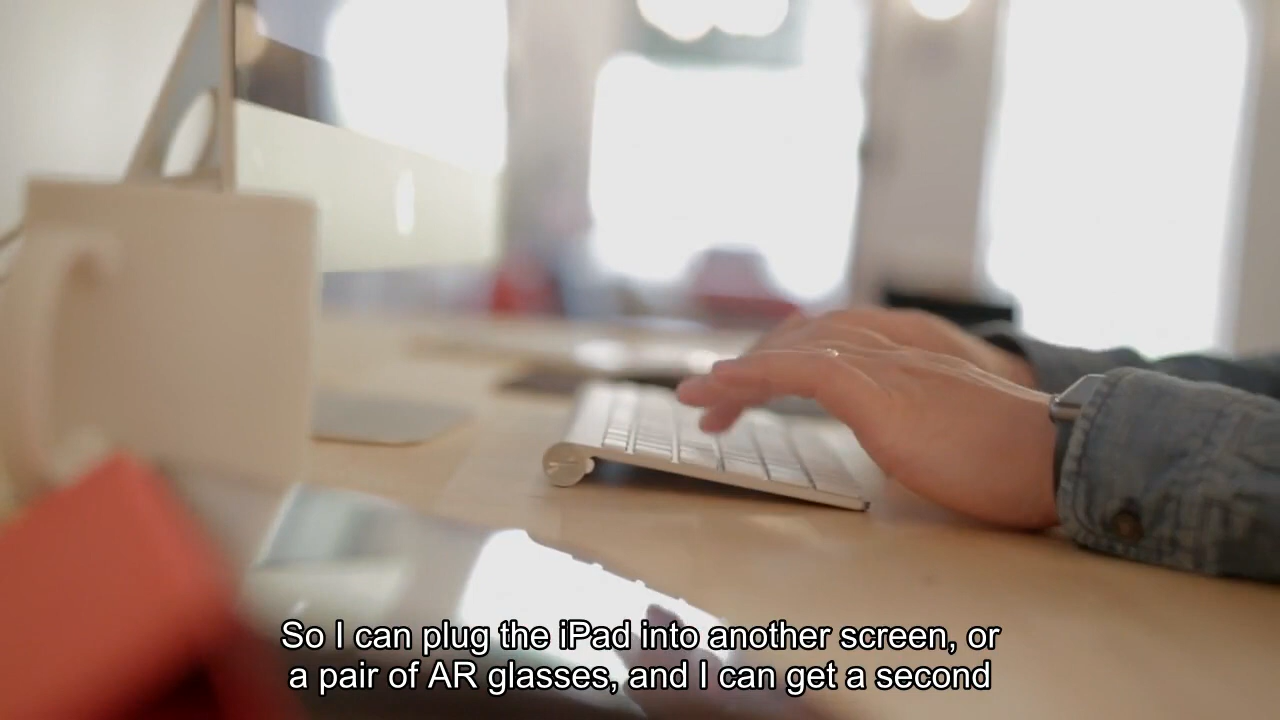 So I can plug the iPad into another screen, or
a pair of AR glasses, and I can get a second